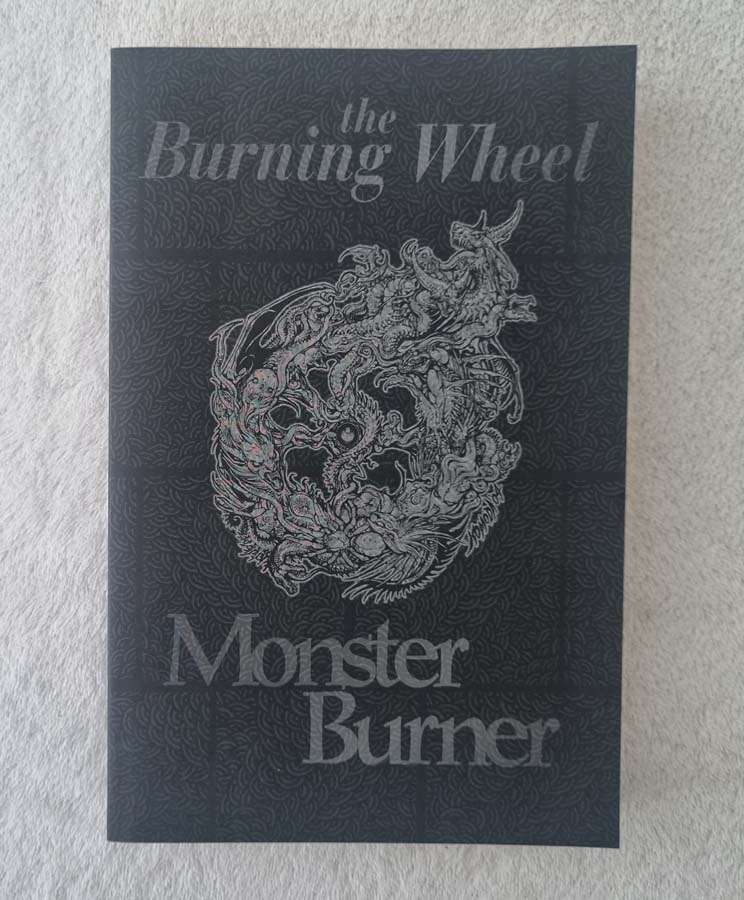 the
Burning Wheel
Monster
Burner